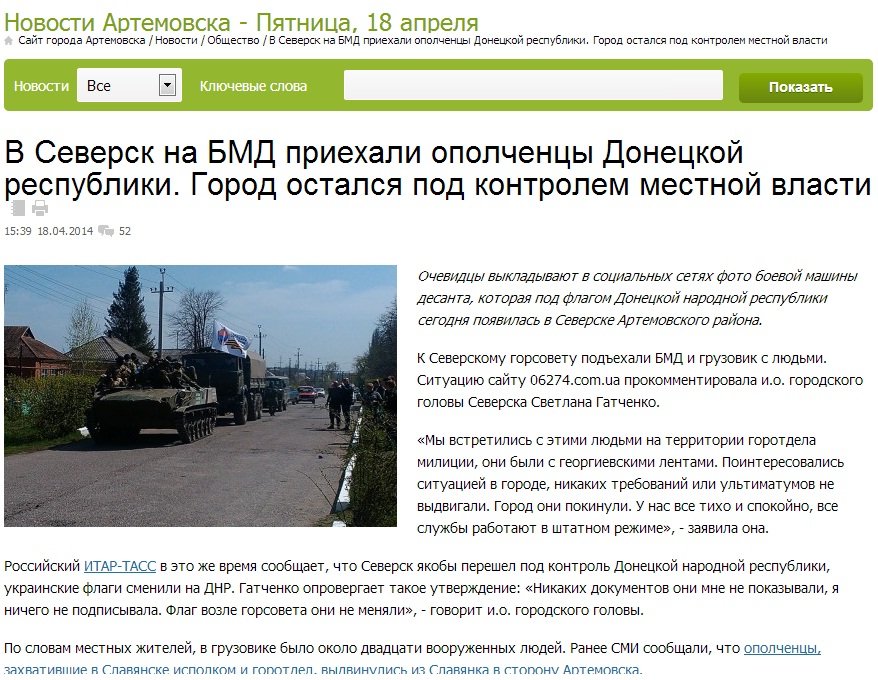 Новости Артемовска - Пятница, 18 апреля
Сайт города Артемовска / Новости / Общество / В Северск на БМД приехали ополченцы Донецкой республики. Город остался под контролем местной власти
Новости Все Ключевые слова Показать
В Северск на БМД приехали ополченцы Донецкой
республики. Город остался под контролем местной власти
15:39 18.04.2014 52
Очевидцы выкладывают в социальных сетях фото боевой машины
десанта, которая под флагом Донецкой народной республики
сегодня появилась в Северске Артемовского района.
К Северскому горсовету подъехали БМД и грузовик с людьми.
Ситуацию сайту 06274.com.ua прокомментировала и.о. городского
головы Северска Светлана Гатченко.
«Мы встретились с этими людьми на территории горотдела
милиции, они были с георгиевскими лентами. Поинтересовались
ситуацией в городе, никаких требований или ультиматумов не
выдвигали. Город они покинули. У нас все тихо и спокойно, все
службы работают в штатном режиме», - заявила она.
Российский ИТАР-ТАСС в это же время сообщает, что Северск якобы перешел под контроль Донецкой народной республики,
украинские флаги сменили на ДНР. Гатченко опровергает такое утверждение: «Никаких документов они мне не показывали, я
ничего не подписывала. Флаг возле горсовета они не меняли», - говорит и.о. городского головы.
По словам местных жителей, в грузовике было около двадцати вооруженных людей. Ранее СМИ сообщали, что ополченцы,
захватившие в Славянске исполком и горотдел, выдвинулись из Славянка в сторону Артемовска.